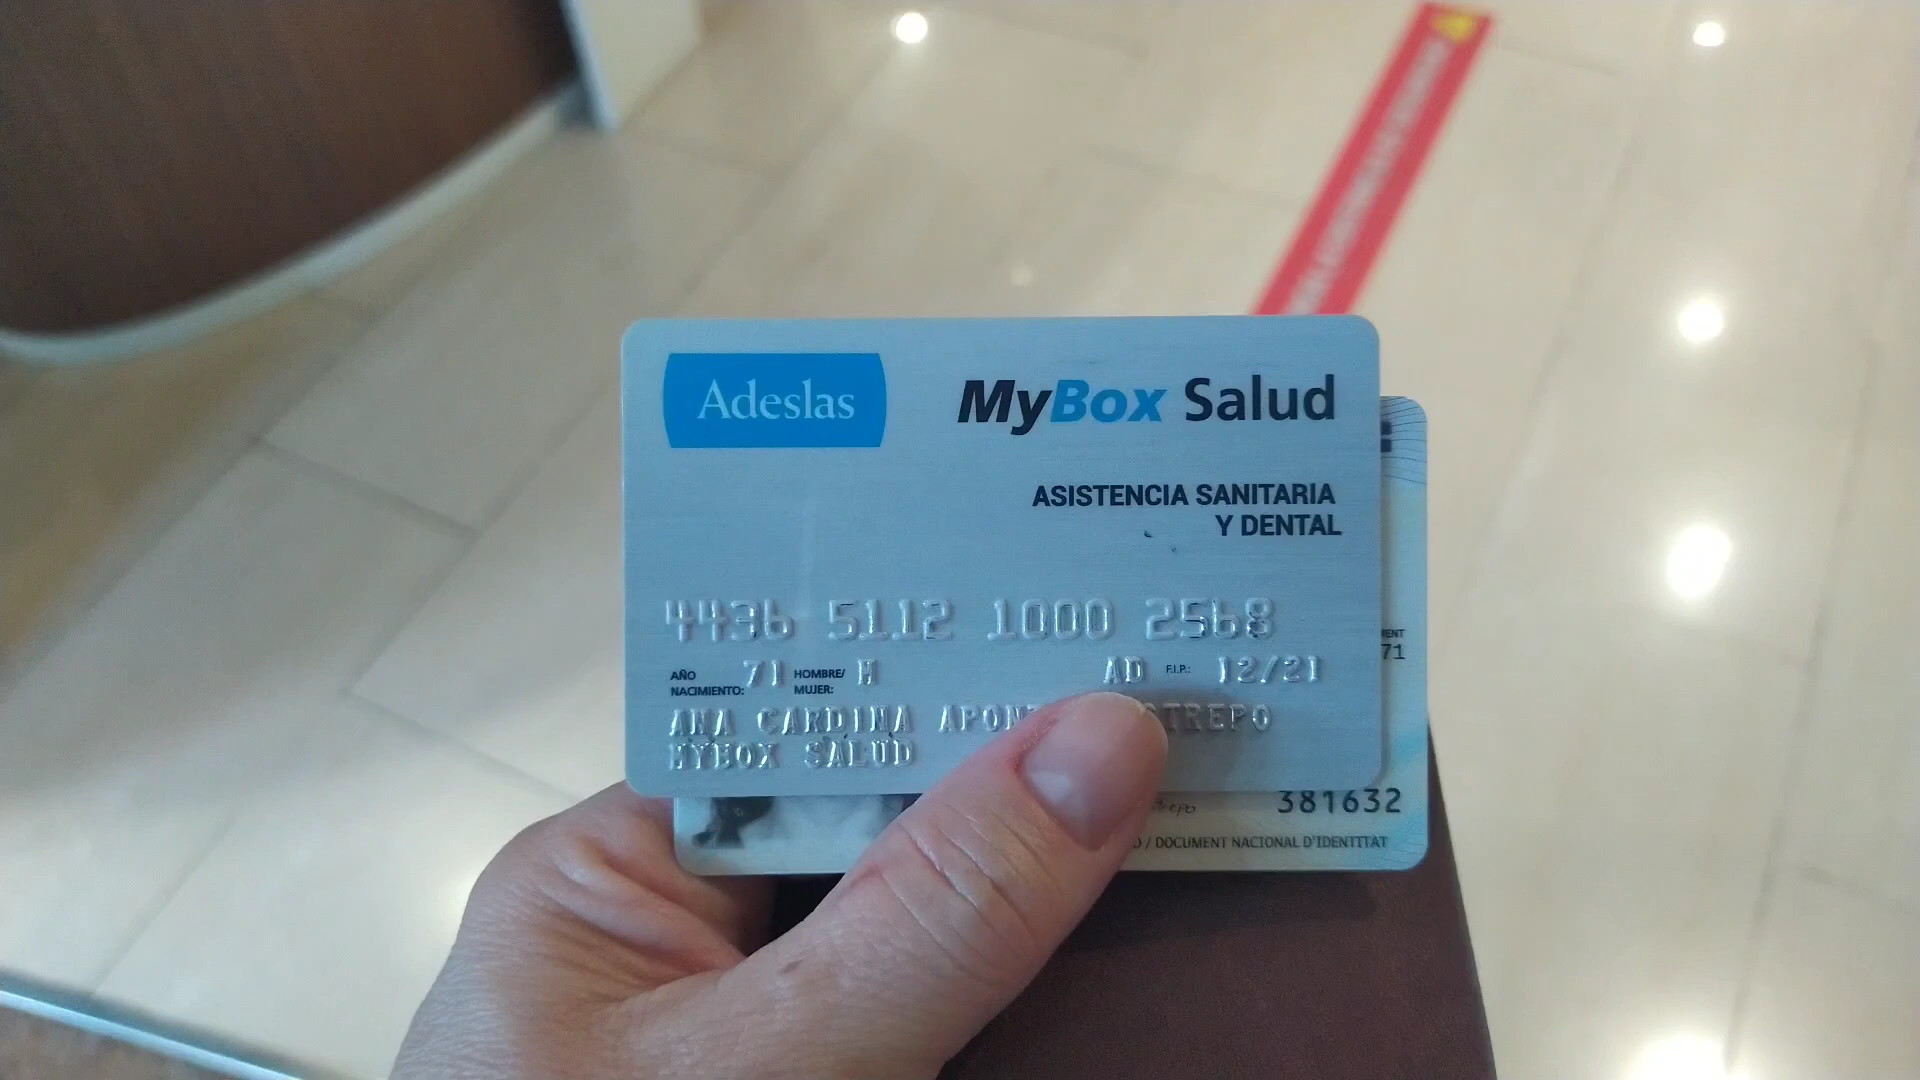 Adeslas
MyBox Salud
ASISTENCIA SANITARIA
Y DENTAL
4436 5112 1000 2568
AÑO NACIMIENTO: 71 HOMBRE/MUJER: M AD F.I.P.: 12/21
ANA CARDINA
MYBOX SALUD
71
381632
/ DOCUMENT NACIONAL D'IDENTITAT